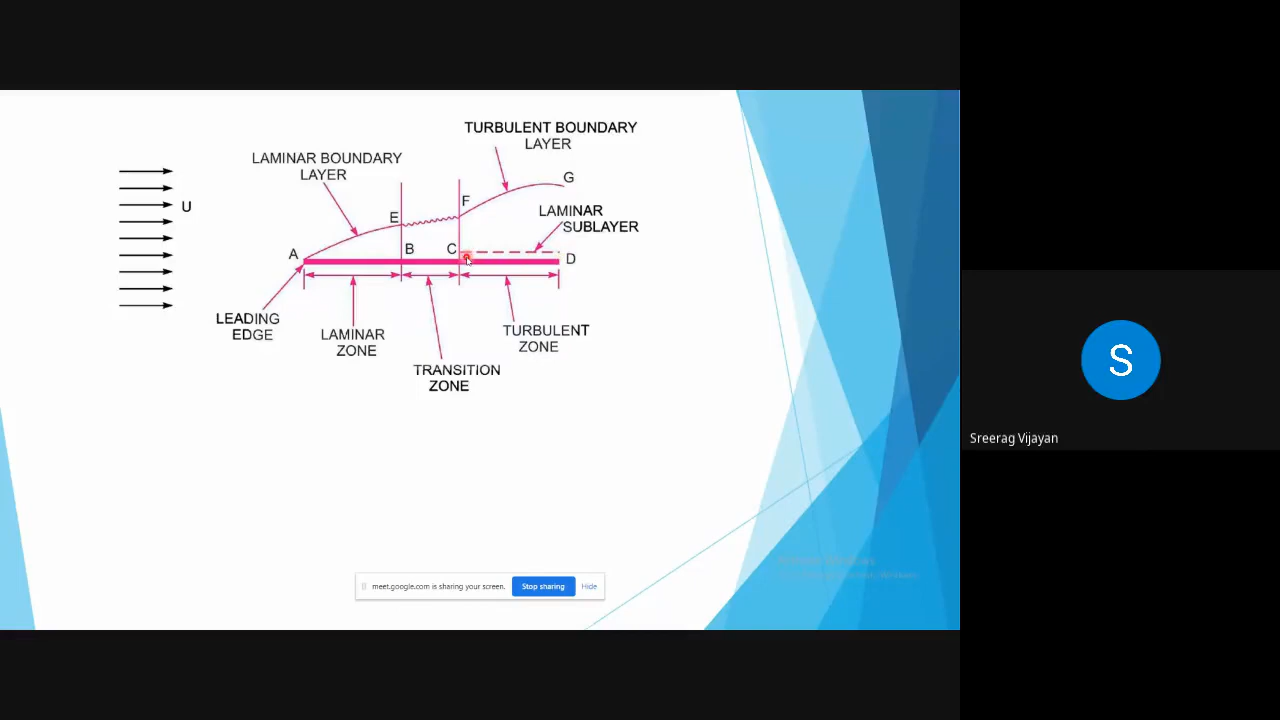 TURBULENT BOUNDARY
LAYER
LAMINAR BOUNDARY
LAYER
G
U
F
E
LAMINAR
SUBLAYER
A
B
C
D
LEADING
EDGE
LAMINAR
ZONE
TURBULENT
ZONE
TRANSITION
ZONE
S
Sreerag Vijayan
meet.google.com is sharing your screen.
Stop sharing
Hide